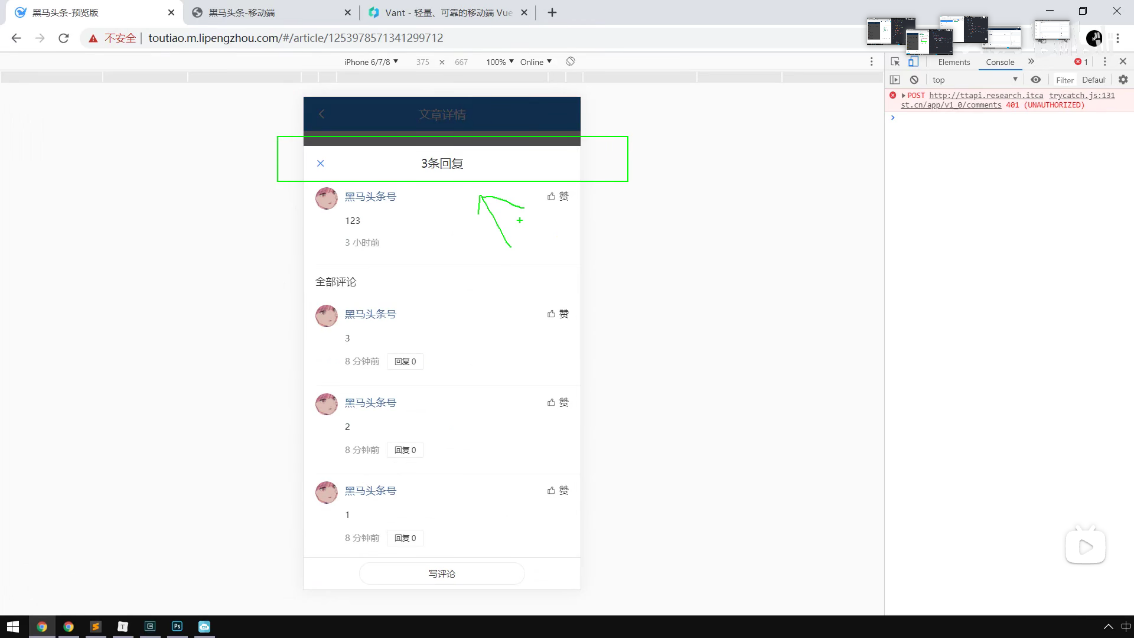 黑马头条-预览版
黑马头条-移动端
Vant - 轻量、可靠的移动端 Vue
不安全
toutiao.m.lipengzhou.com/#/article/1253978571341299712
iPhone 6/7/8 ▼ 375 × 667 100% ▼ Online ▼
Elements Console » 1
top ▼ Filter Defaul
▸POST http://ttapi.research.itca trycatch.js:131
st.cn/app/v1_0/comments 401 (UNAUTHORIZED)
文章详情
3条回复
黑马头条号
赞
123
3 小时前
全部评论
黑马头条号
赞
3
8 分钟前 回复 0
黑马头条号
赞
2
8 分钟前 回复 0
黑马头条号
赞
1
8 分钟前 回复 0
写评论
中